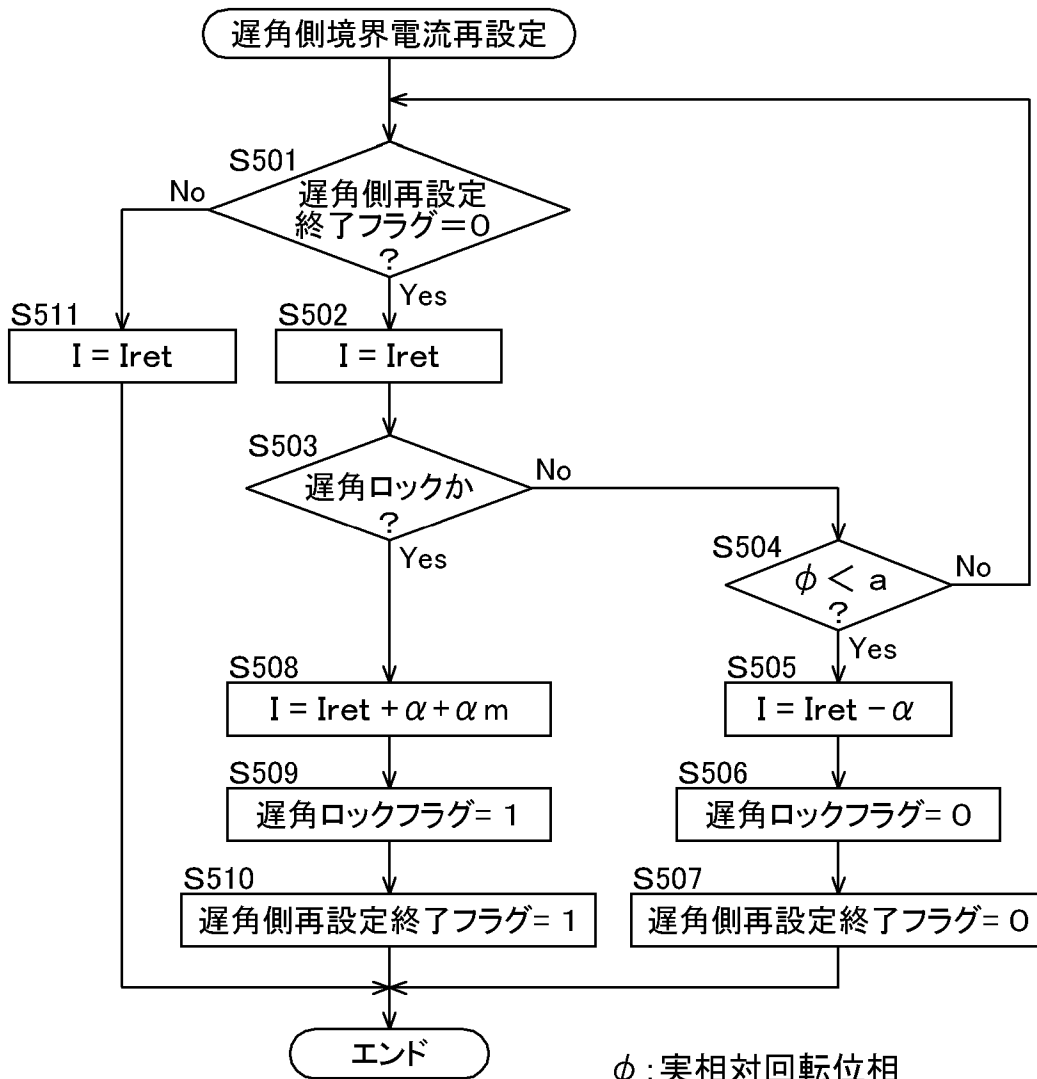 遅角側境界電流再設定
S501
No
遅角側再設定
終了フラグ=0
?
Yes
S511
I = Iret
S502
I = Iret
S503
遅角ロックか
?
No
Yes
S504
φ < a
?
No
Yes
S508
I = Iret + α + αm
S505
I = Iret - α
S509
遅角ロックフラグ= 1
S506
遅角ロックフラグ= 0
S510
遅角側再設定終了フラグ= 1
S507
遅角側再設定終了フラグ= 0
エンド
φ:実相対回転位相